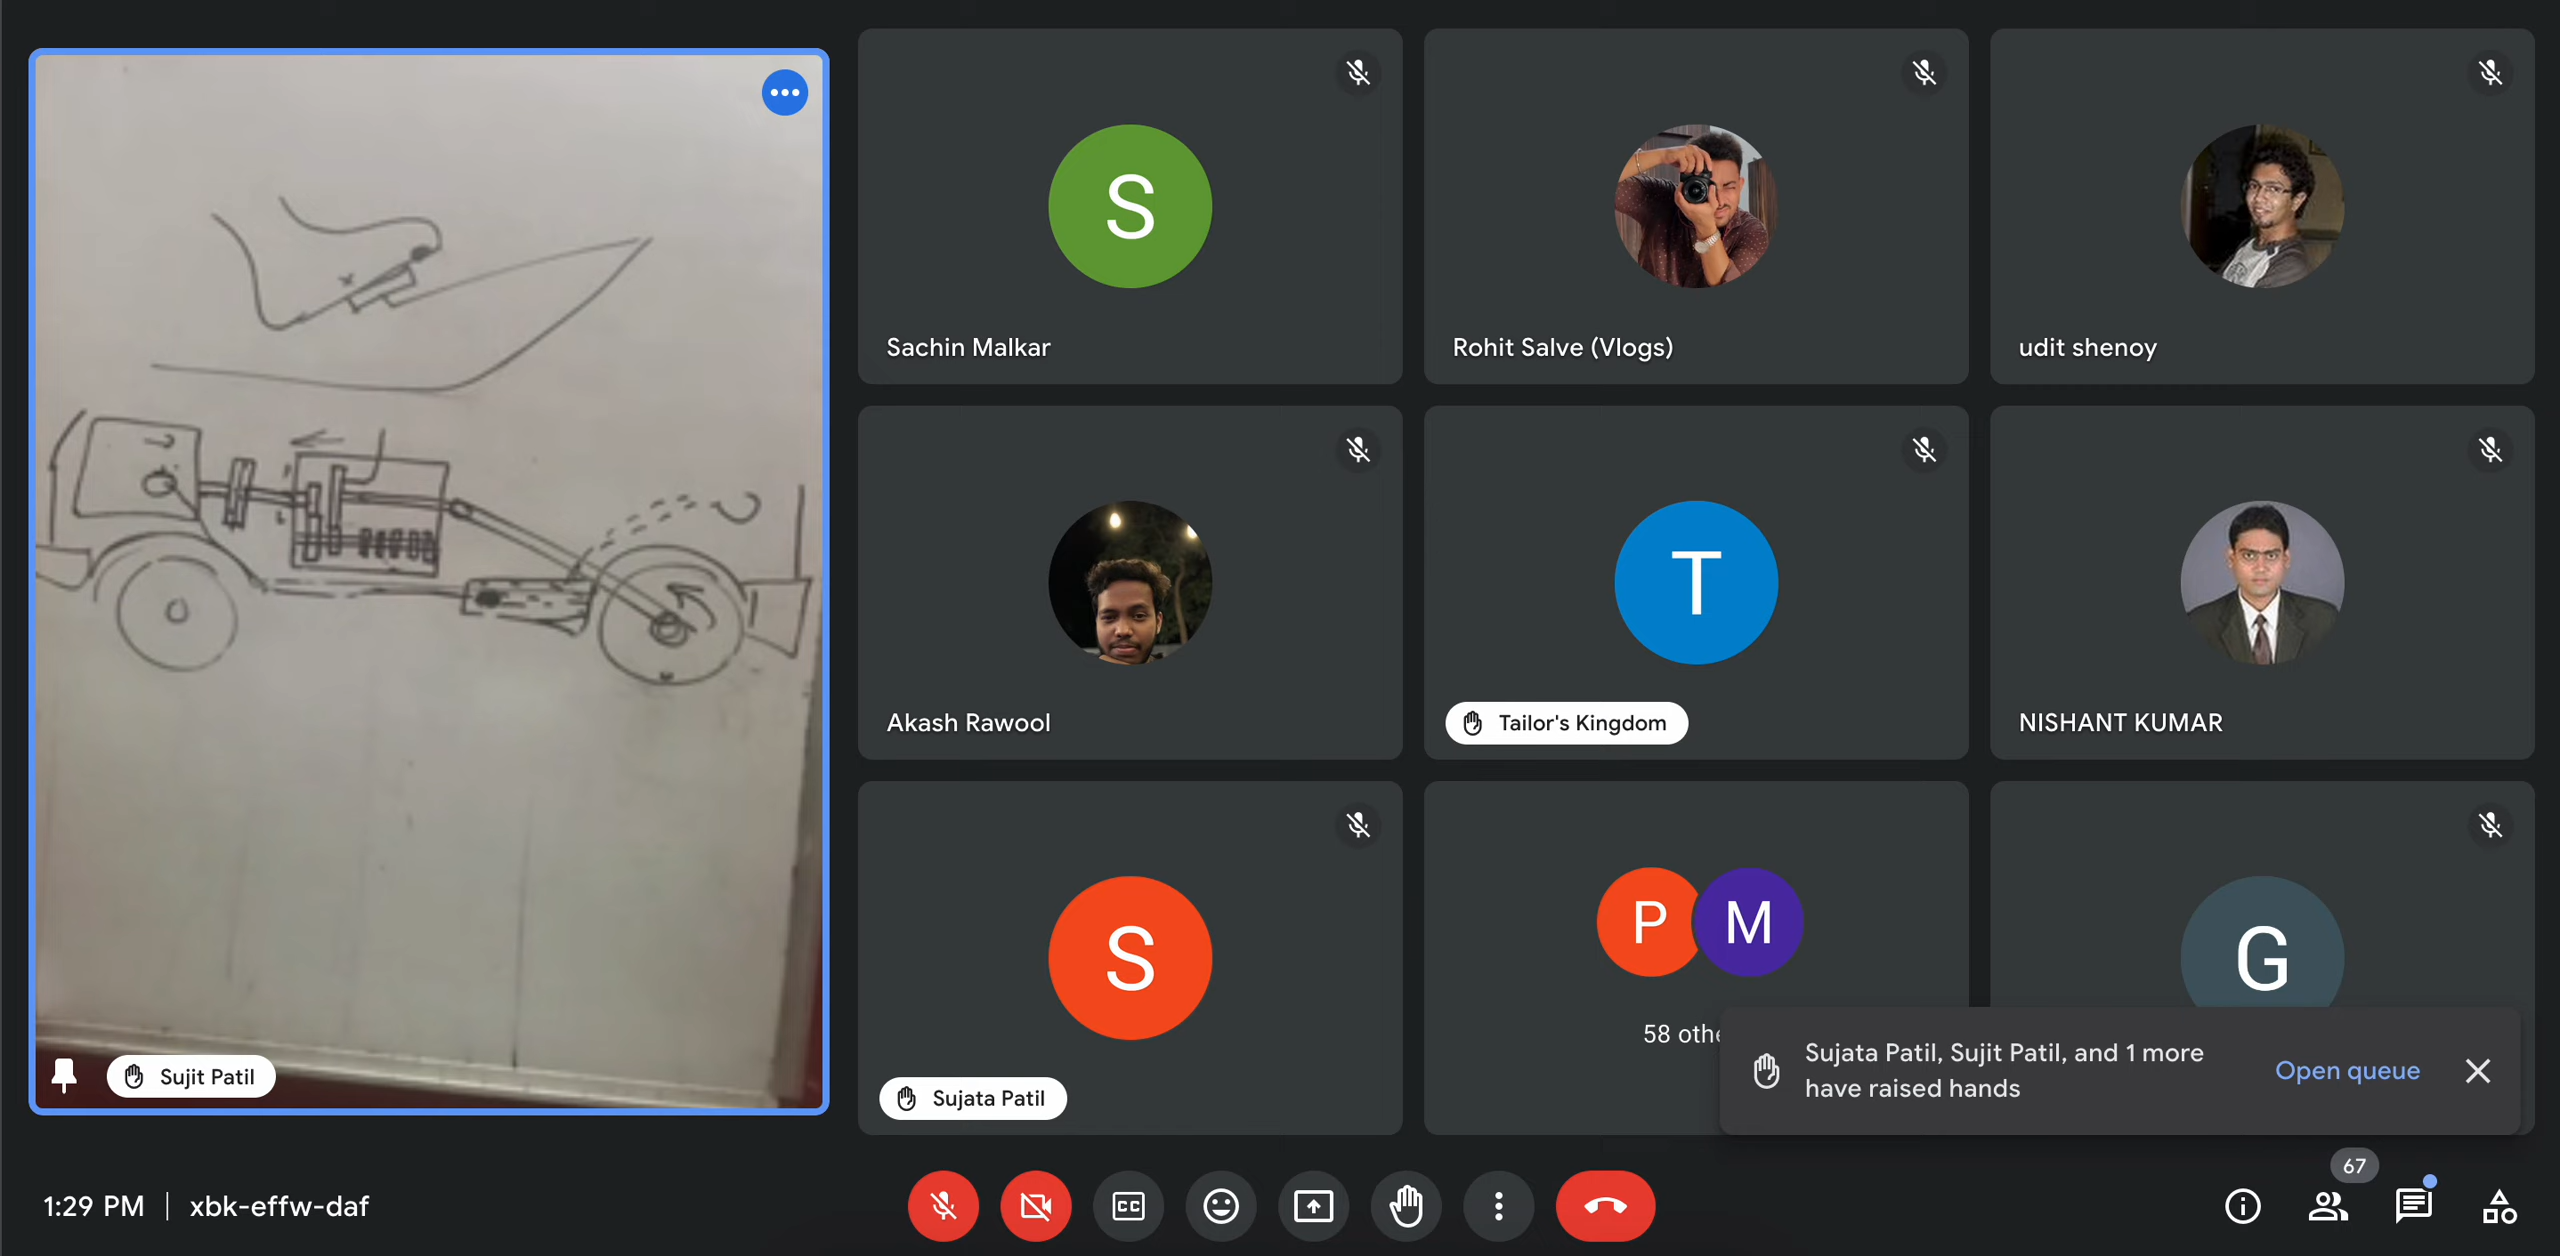 S
Sachin Malkar
Rohit Salve (Vlogs)
udit shenoy
Akash Rawool
T
Tailor's Kingdom
NISHANT KUMAR
S
Sujata Patil
P M
58 othe
G
Sujit Patil
Sujata Patil, Sujit Patil, and 1 more
have raised hands
Open queue
1:29 PM | xbk-effw-daf
CC
67